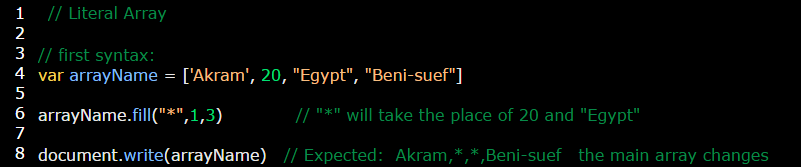 1 // Literal Array
2
3 // first syntax:
4 var arrayName = ['Akram', 20, "Egypt", "Beni-suef"]
5
6 arrayName.fill("*",1,3) // "*" will take the place of 20 and "Egypt"
7
8 document.write(arrayName) // Expected: Akram,*,*,Beni-suef the main array changes